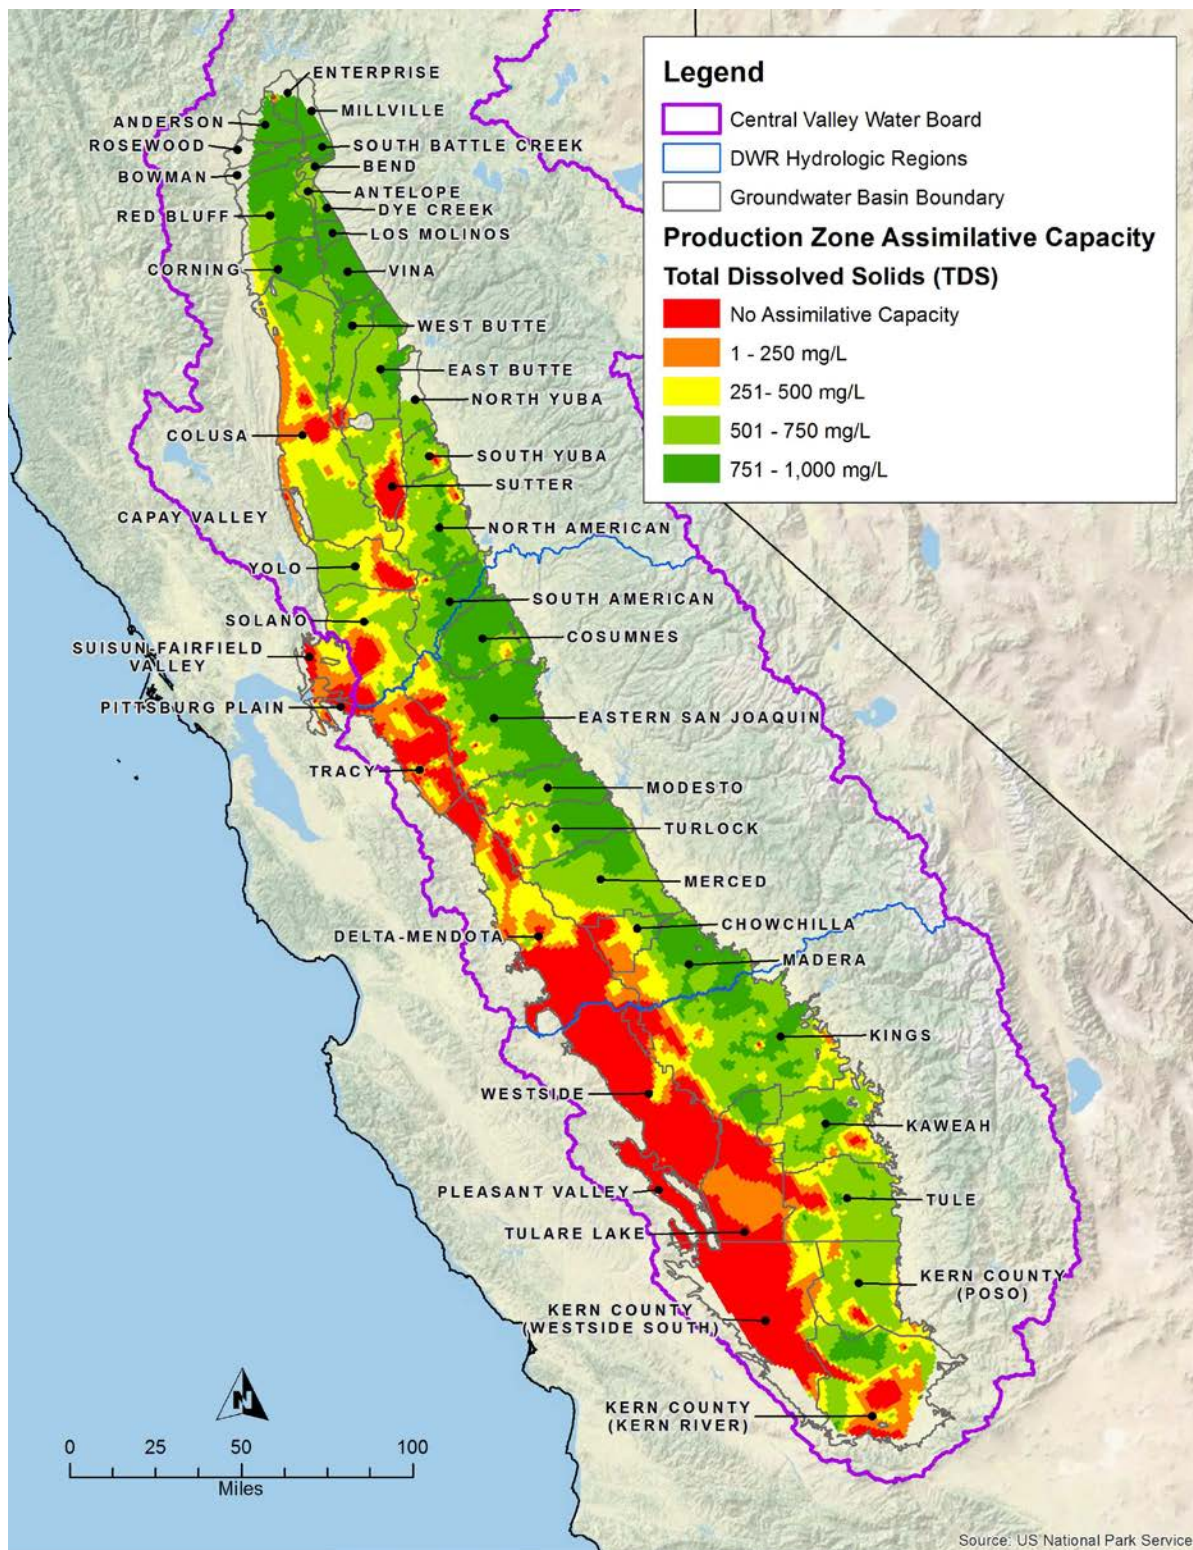 ENTERPRISE
MILLVILLE
ANDERSON
ROSEWOOD
SOUTH BATTLE CREEK
BEND
BOWMAN
ANTELOPE
DYE CREEK
RED BLUFF
LOS MOLINOS
CORNING
VINA
WEST BUTTE
EAST BUTTE
NORTH YUBA
COLUSA
SOUTH YUBA
SUTTER
CAPAY VALLEY
NORTH AMERICAN
YOLO
SOUTH AMERICAN
SOLANO
COSUMNES
SUISUN-FAIRFIELD
VALLEY
PITTSBURG PLAIN
EASTERN SAN JOAQUIN
TRACY
MODESTO
TURLOCK
MERCED
CHOWCHILLA
DELTA-MENDOTA
MADERA
KINGS
WESTSIDE
KAWEAH
PLEASANT VALLEY
TULE
TULARE LAKE
KERN COUNTY
(POSO)
KERN COUNTY
(WESTSIDE SOUTH)
KERN COUNTY
(KERN RIVER)
Legend
Central Valley Water Board
DWR Hydrologic Regions
Groundwater Basin Boundary
Production Zone Assimilative Capacity
Total Dissolved Solids (TDS)
No Assimilative Capacity
1 - 250 mg/L
251- 500 mg/L
501 - 750 mg/L
751 - 1,000 mg/L
N
0 25 50 100
Miles
Source: US National Park Service